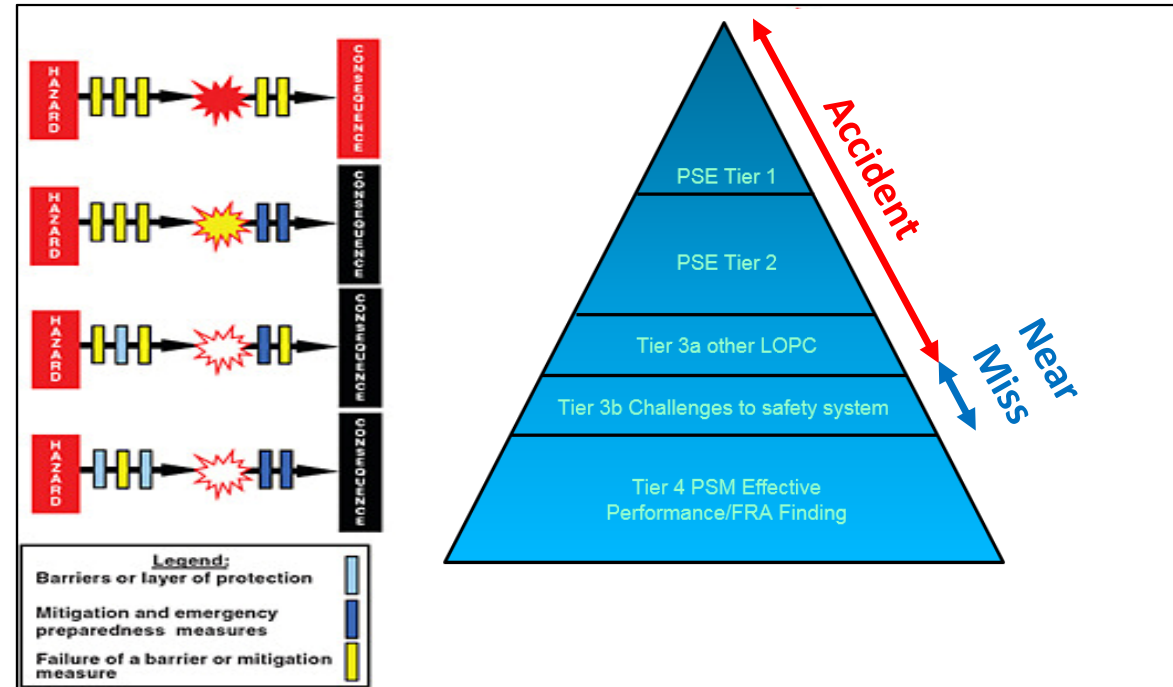 HAZARD
CONSEQUENCE
HAZARD
CONSEQUENCE
HAZARD
CONSEQUENCE
HAZARD
CONSEQUENCE
Legend:
Barriers or layer of protection
Mitigation and emergency
preparedness measures
Failure of a barrier or mitigation
measure
PSE Tier 1
PSE Tier 2
Tier 3a other LOPC
Tier 3b Challenges to safety system
Tier 4 PSM Effective
Performance/FRA Finding
Accident
Near
Miss